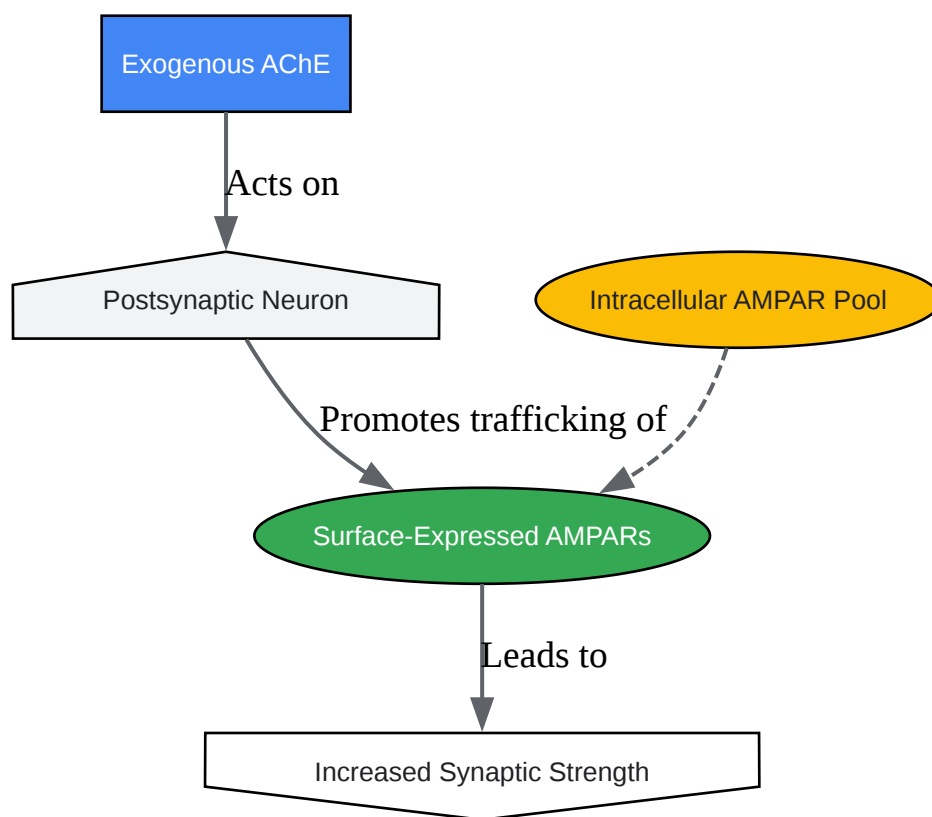 Exogenous AChE
Acts on
Postsynaptic Neuron
Intracellular AMPAR Pool
Promotes trafficking of
Surface-Expressed AMPARs
Leads to
Increased Synaptic Strength